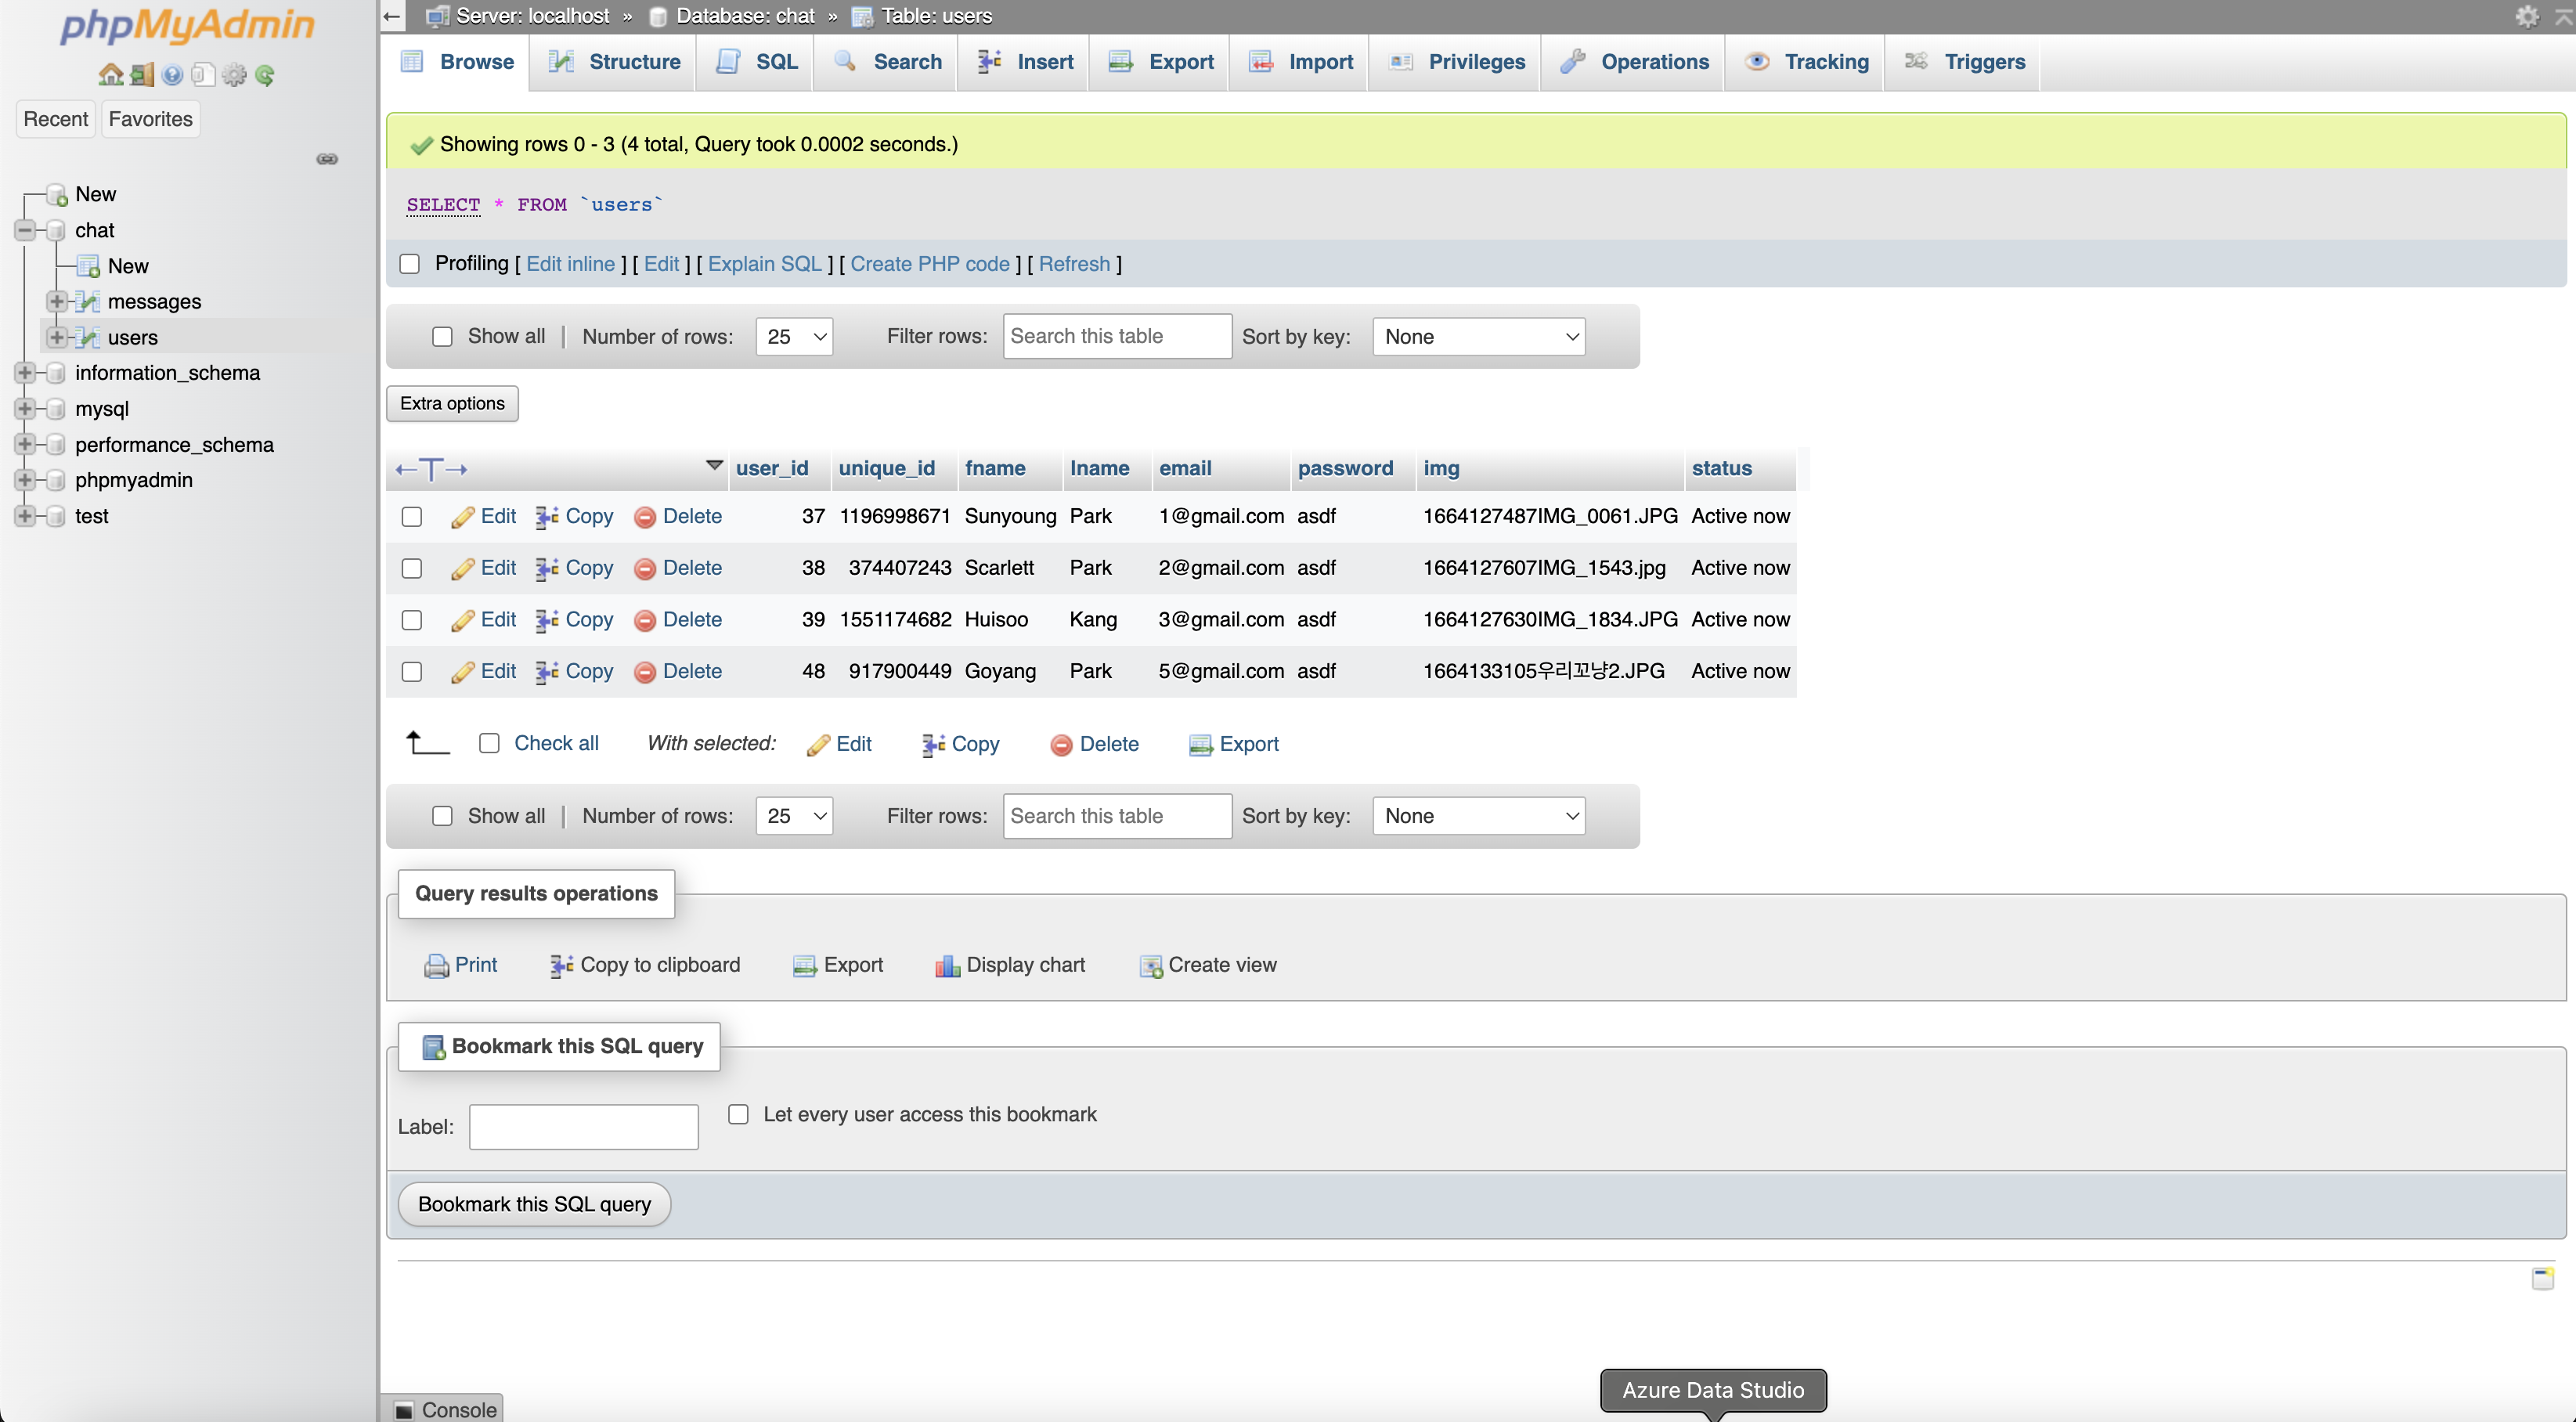 phpMyAdmin
Recent Favorites
New
chat
New
messages
users
information_schema
mysql
performance_schema
phpmyadmin
test
Server: localhost » Database: chat » Table: users
Browse Structure SQL Search Insert Export Import Privileges Operations Tracking Triggers
Showing rows 0 - 3 (4 total, Query took 0.0002 seconds.)
SELECT * FROM `users`
Profiling [ Edit inline ] [ Edit ] [ Explain SQL ] [ Create PHP code ] [ Refresh ]
Show all | Number of rows: 25 Filter rows: Search this table Sort by key: None
Extra options
←T→ user_id unique_id fname lname email password img status
Edit Copy Delete 37 1196998671 Sunyoung Park 1@gmail.com asdf 1664127487IMG_0061.JPG Active now
Edit Copy Delete 38 374407243 Scarlett Park 2@gmail.com asdf 1664127607IMG_1543.jpg Active now
Edit Copy Delete 39 1551174682 Huisoo Kang 3@gmail.com asdf 1664127630IMG_1834.JPG Active now
Edit Copy Delete 48 917900449 Goyang Park 5@gmail.com asdf 1664133105우리꼬냥2.JPG Active now
Check all With selected: Edit Copy Delete Export
Show all | Number of rows: 25 Filter rows: Search this table Sort by key: None
Query results operations
Print Copy to clipboard Export Display chart Create view
Bookmark this SQL query
Label: Let every user access this bookmark
Bookmark this SQL query
Azure Data Studio
Console